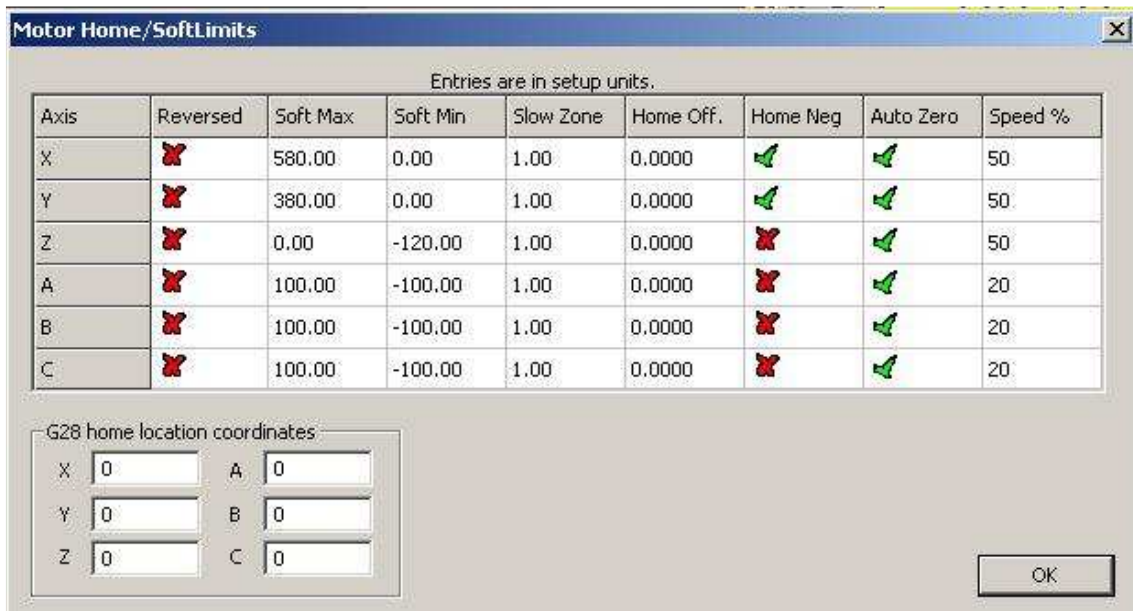 Motor Home/SoftLimits
Entries are in setup units.
Axis Reversed Soft Max Soft Min Slow Zone Home Off. Home Neg Auto Zero Speed %
X 580.00 0.00 1.00 0.0000 50
Y 380.00 0.00 1.00 0.0000 50
Z 0.00 -120.00 1.00 0.0000 50
A 100.00 -100.00 1.00 0.0000 20
B 100.00 -100.00 1.00 0.0000 20
C 100.00 -100.00 1.00 0.0000 20
G28 home location coordinates
X 0 A 0
Y 0 B 0
Z 0 C 0
OK